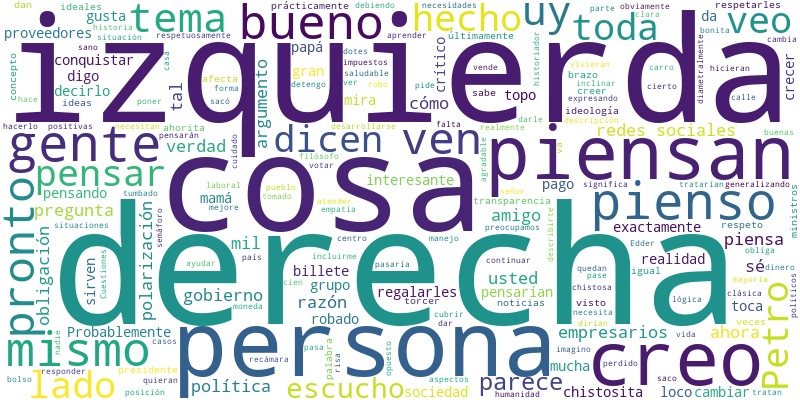 dan ideales prácticamente debiendo necesidades parte respetarles
gusta tema bueno hecho uy toda da veo
historia respetuosamente aprender últimamente obviamente clara bonita cambia
proveedores situación papá crítico
izquierda
conquistar sano casa dotes impuestos historiador vivieran carro hicieran
concepto digo tal afecta gran saludable brazo inclinar diametralmente crecer
decirlo forma detengo ver robo vende pide creer cierto
hace ideas poner sacó argumento mira cómo sabe topo expresando ideología calle
hacerlo positivas necesitan ahorita desarrollarse falta darle descripción buenas
pensarán cuidado dicen ven realmente redes sociales
gente verdad filósofo votar agradable piensan va
pensar cosa interesante señor tratarían generalizando
pensando tumbado laboral pueblo tomado pago significa
pronto mamá mejore atender empatía transparencia pienso ministros
pregunta semáforo amigo preocupamos describirte respeto
situaciones centro manejo exactamente Edder piensa
obligación polarización mil país incluirme continuar obliga
sirven Cuestiones ayudar cien pasaría usted realidad sé dinero
derecha
billete grupo quedan pase igual mayoría políticos
gobierno moneda regalarles pensarían chistosa lógica clásica
razón torcer noticias visto necesita toca
Probablemente robado cubrir dar dirían veces
nadie casos persona empresarios ahora Petro
mismo responder pasa risa palabra opuesto aspectos imagino vida
presidente recámara creo
lado quieran política escucho parece mucha perdido
bolso posición sociedad humanidad chistosita loco saco cambiar tratan